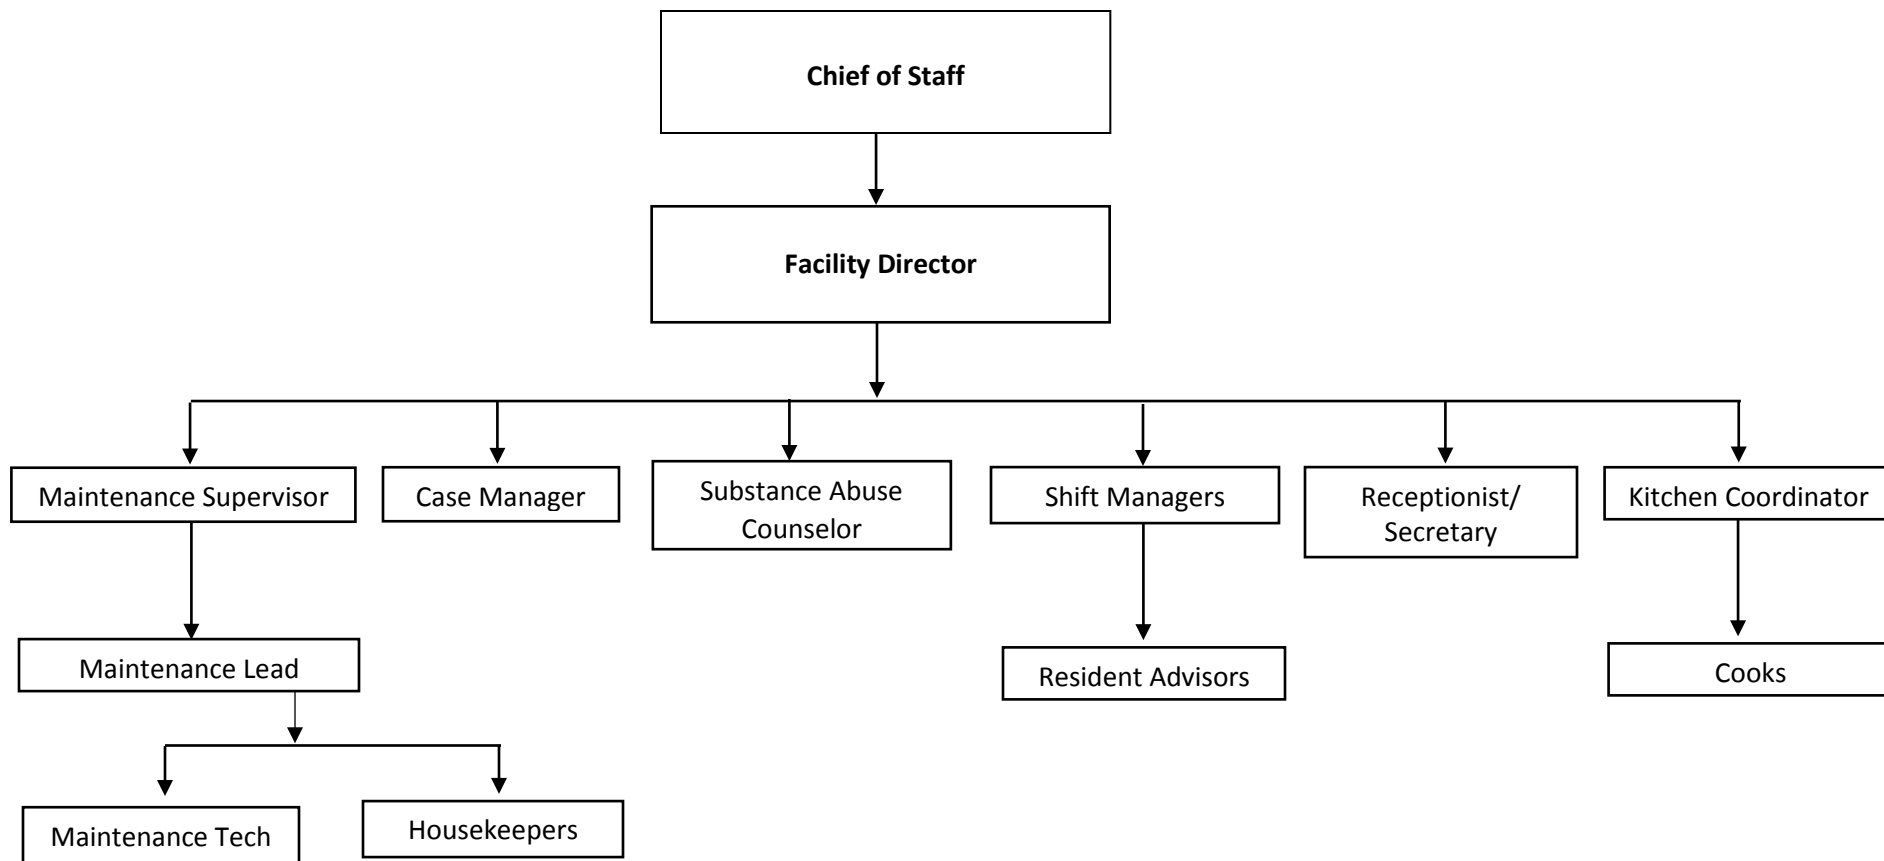 Chief of Staff
Facility Director
Maintenance Supervisor
Case Manager
Substance Abuse
Counselor
Shift Managers
Receptionist/
Secretary
Kitchen Coordinator
Maintenance Lead
Resident Advisors
Cooks
Maintenance Tech
Housekeepers